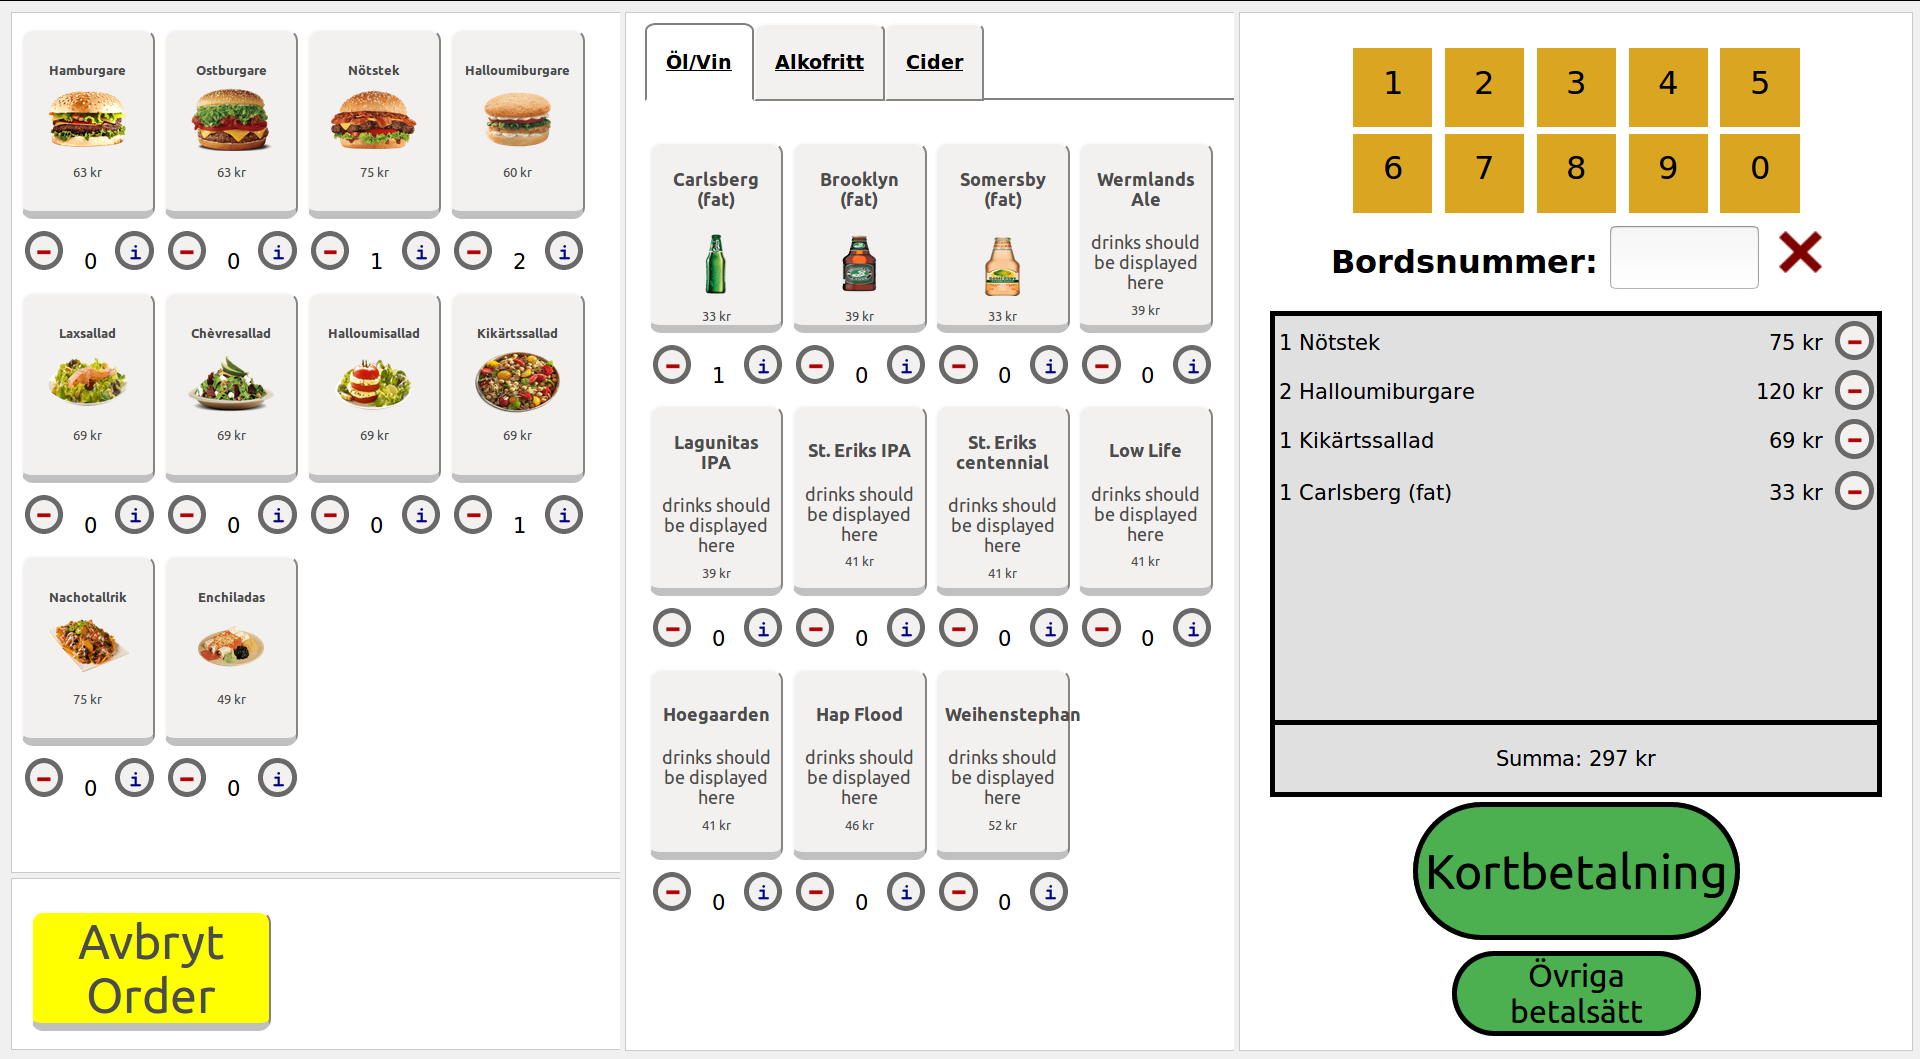 Hamburgare
63 kr
Ostburgare
63 kr
Nötstek
75 kr
Halloumiburgare
60 kr
− 0 i
− 0 i
− 1 i
− 2 i
Laxsallad
69 kr
Chèvresallad
69 kr
Halloumisallad
69 kr
Kikärtssallad
69 kr
− 0 i
− 0 i
− 0 i
− 1 i
Nachotallrik
75 kr
Enchiladas
49 kr
− 0 i
− 0 i
Avbryt
Order
Öl/Vin
Alkofritt
Cider
Carlsberg
(fat)
33 kr
Brooklyn
(fat)
39 kr
Somersby
(fat)
33 kr
Wermlands
Ale
drinks should
be displayed
here
39 kr
− 1 i
− 0 i
− 0 i
− 0 i
Lagunitas
IPA
drinks should
be displayed
here
39 kr
St. Eriks IPA
drinks should
be displayed
here
41 kr
St. Eriks
centennial
drinks should
be displayed
here
41 kr
Low Life
drinks should
be displayed
here
41 kr
− 0 i
− 0 i
− 0 i
− 0 i
Hoegaarden
drinks should
be displayed
here
41 kr
Hap Flood
drinks should
be displayed
here
46 kr
Weihenstephan
drinks should
be displayed
here
52 kr
− 0 i
− 0 i
− 0 i
1 2 3 4 5
6 7 8 9 0
Bordsnummer:
1 Nötstek 75 kr −
2 Halloumiburgare 120 kr −
1 Kikärtssallad 69 kr −
1 Carlsberg (fat) 33 kr −
Summa: 297 kr
Kortbetalning
Övriga
betalsätt